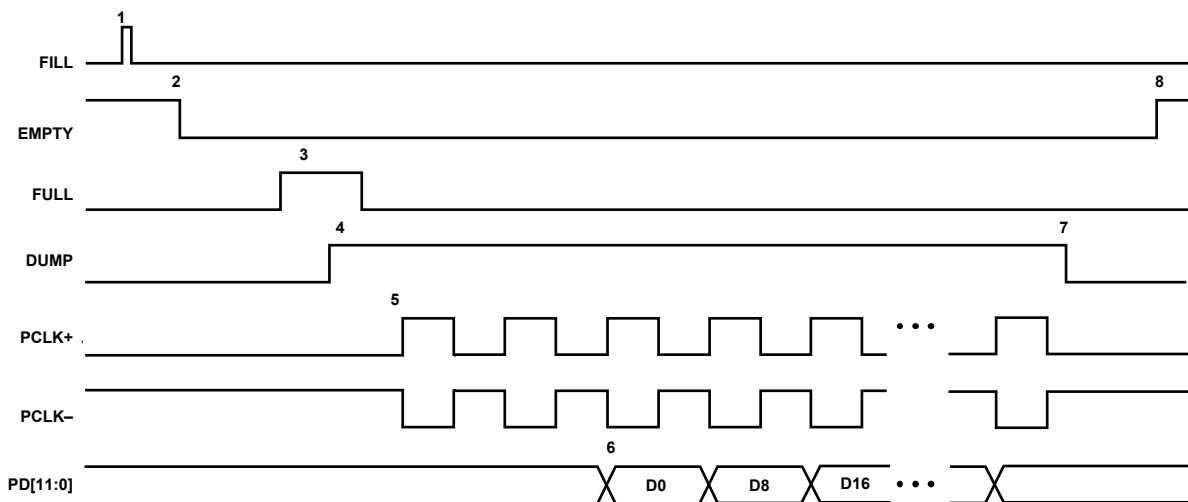 1
FILL
2 8
EMPTY
3
FULL
4 7
DUMP
5
PCLK+
PCLK–
6
PD[11:0] D0 D8 D16